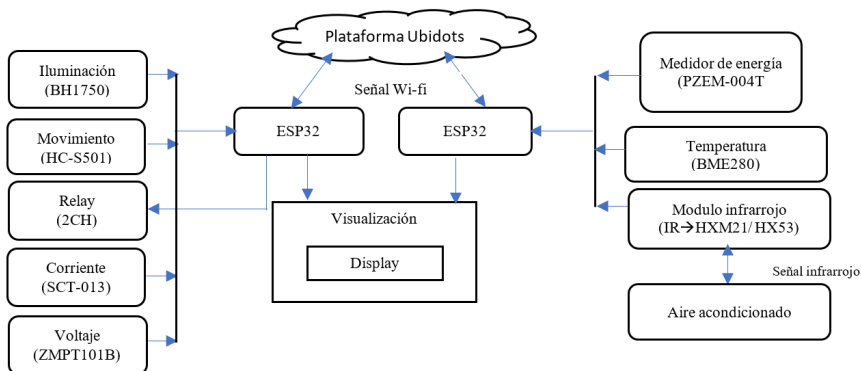 Plataforma Ubidots
Señal Wi-fi
Iluminación
(BH1750)
Movimiento
(HC-S501)
Relay
(2CH)
Corriente
(SCT-013)
Voltaje
(ZMPT101B)
ESP32
ESP32
Visualización
Display
Medidor de energía
(PZEM-004T
Temperatura
(BME280)
Modulo infrarrojo
(IR→HXM21/ HX53)
Señal infrarrojo
Aire acondicionado